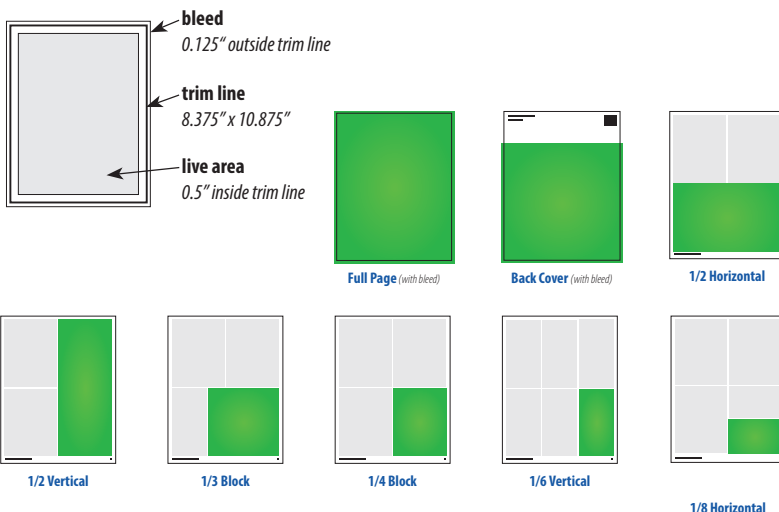 bleed
0.125" outside trim line
trim line
8.375" x 10.875"
live area
0.5" inside trim line
Full Page (with bleed)
Back Cover (with bleed)
1/2 Horizontal
1/2 Vertical
1/3 Block
1/4 Block
1/6 Vertical
1/8 Horizontal